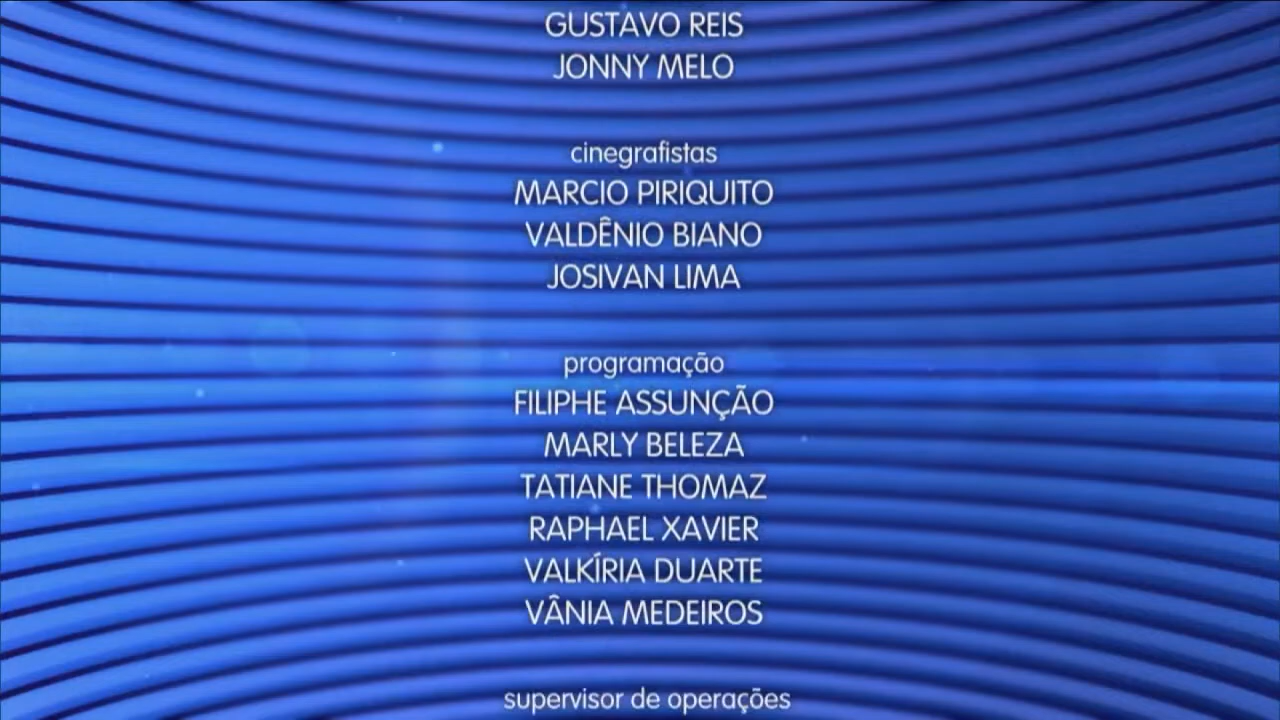 GUSTAVO REIS
JONNY MELO
cinegrafistas
MARCIO PIRIQUITO
VALDÊNIO BIANO
JOSIVAN LIMA
programação
FILIPHE ASSUNÇÃO
MARLY BELEZA
TATIANE THOMAZ
RAPHAEL XAVIER
VALKÍRIA DUARTE
VÂNIA MEDEIROS
supervisor de operações